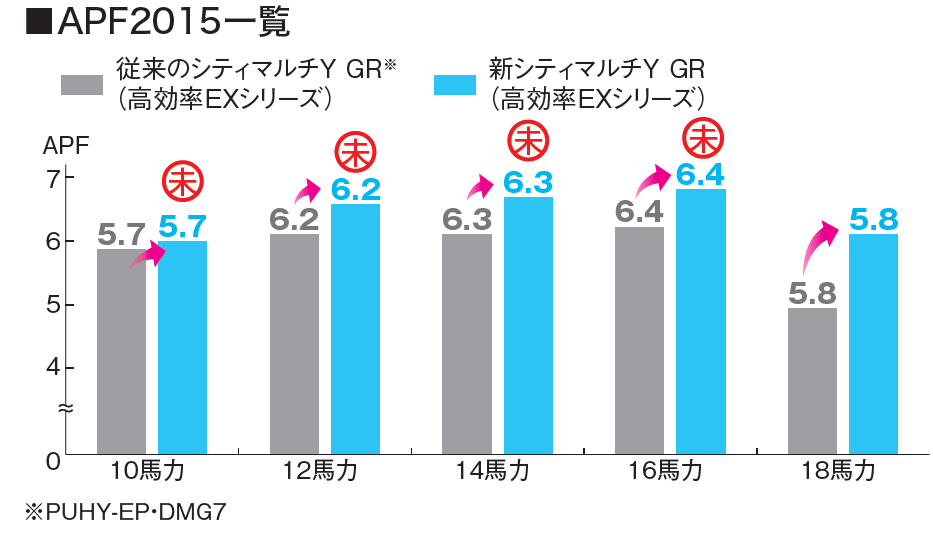 ■APF2015一覧
従来のシティマルチY GR※
（高効率EXシリーズ）
新シティマルチY GR
（高効率EXシリーズ）
APF
7
6
5
4
0
5.7
未
5.7
6.2
未
6.2
6.3
未
6.3
6.4
未
6.4
5.8
5.8
10馬力
12馬力
14馬力
16馬力
18馬力
※PUHY-EP・DMG7